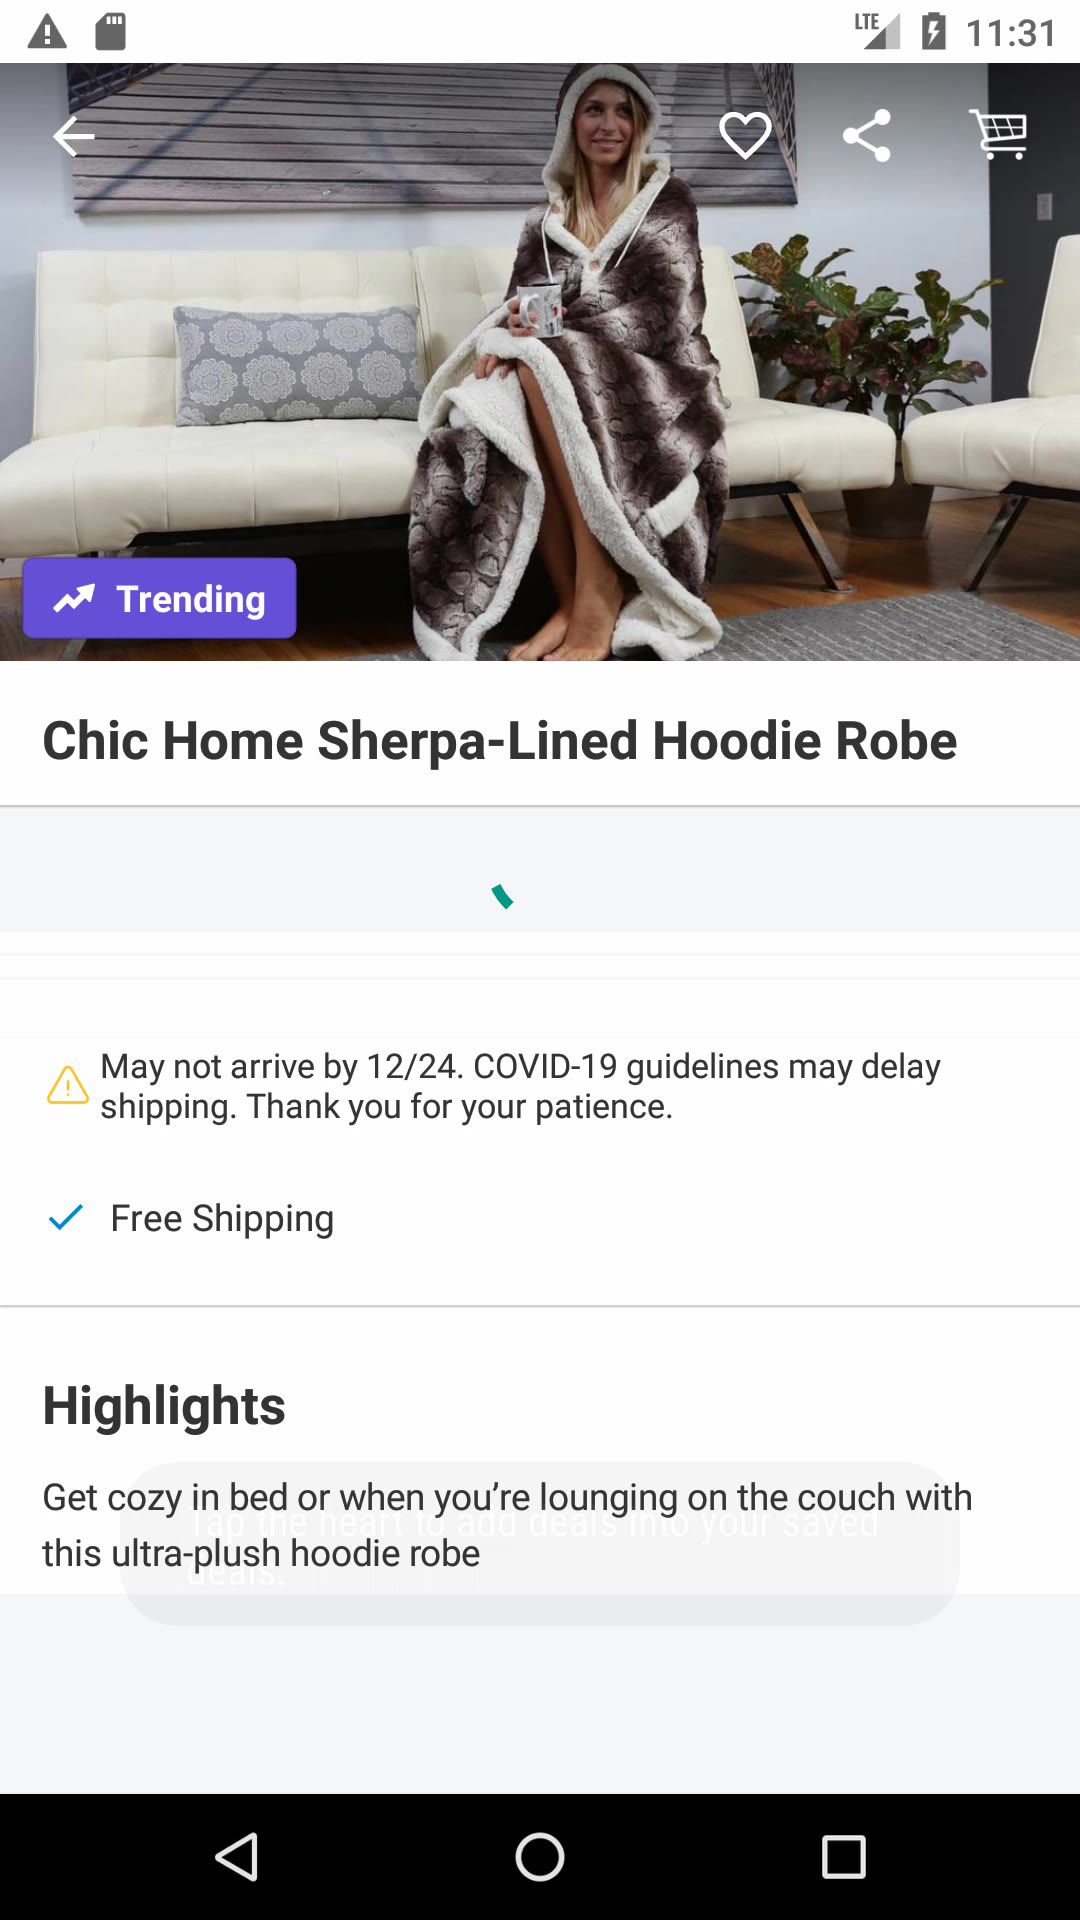 LTE 11:31
Trending
Chic Home Sherpa-Lined Hoodie Robe
May not arrive by 12/24. COVID-19 guidelines may delay
shipping. Thank you for your patience.
Free Shipping
Highlights
Get cozy in bed or when you’re lounging on the couch with
this ultra-plush hoodie robe
Tap the heart to add deals into your saved
deals.